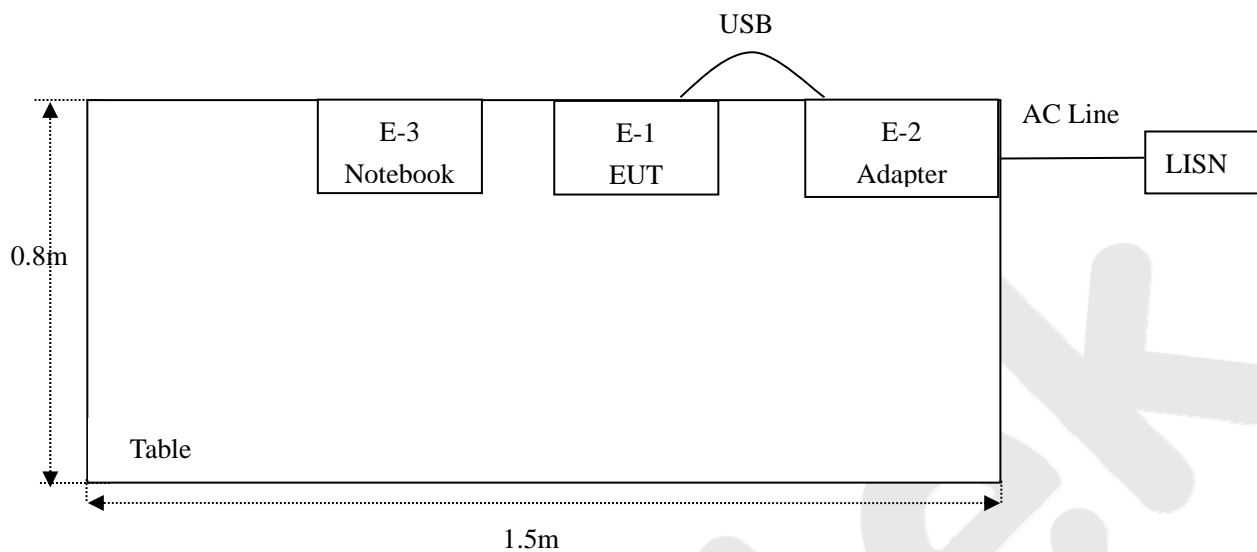 USB
E-3
Notebook
E-1
EUT
E-2
Adapter
AC Line
LISN
0.8m
Table
1.5m